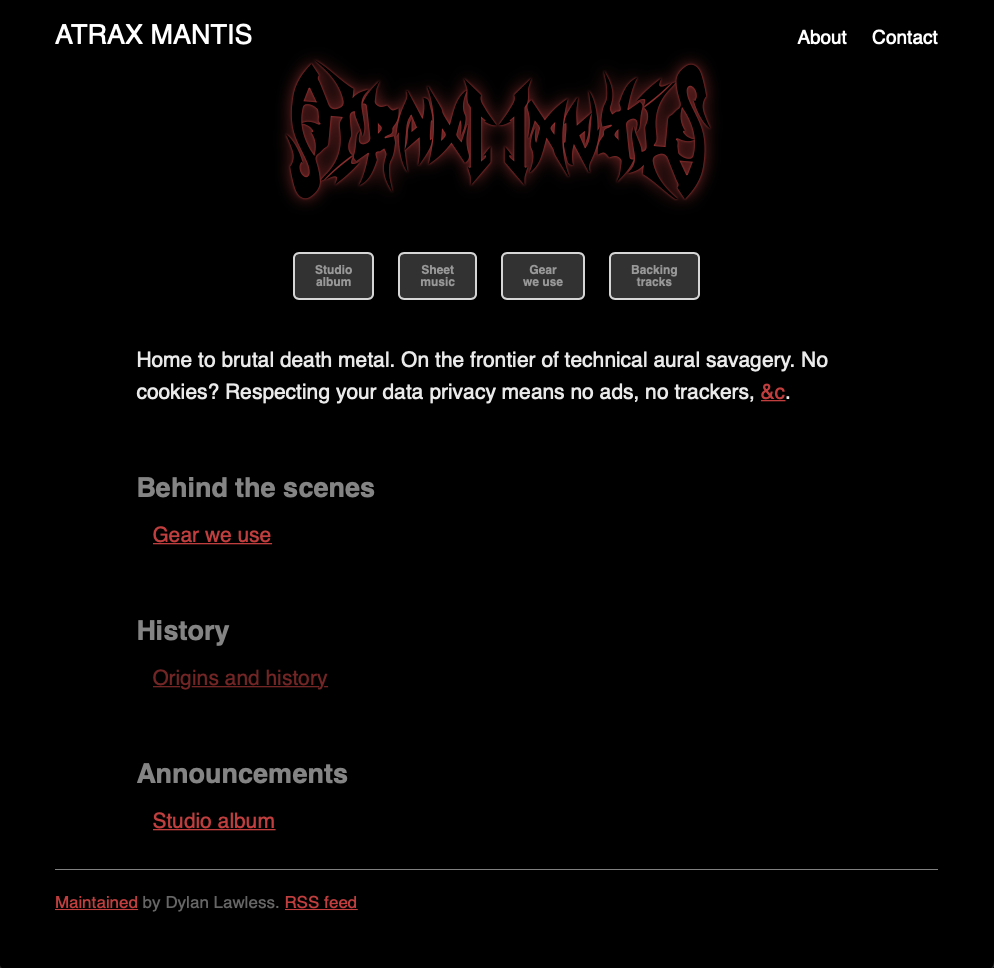 ATRAX MANTIS
About Contact
Atrax Mantis
Studio
album
Sheet
music
Gear
we use
Backing
tracks
Home to brutal death metal. On the frontier of technical aural savagery. No
cookies? Respecting your data privacy means no ads, no trackers, &c.
Behind the scenes
Gear we use
History
Origins and history
Announcements
Studio album
Maintained by Dylan Lawless. RSS feed